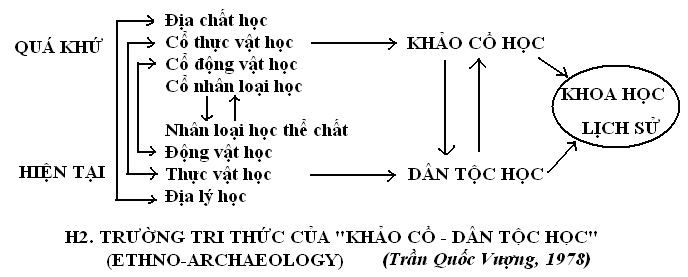 QUÁ KHỨ
Địa chất học
Cổ thực vật học
Cổ động vật học
Cổ nhân loại học
KHẢO CỔ HỌC
KHOA HỌC
LỊCH SỬ
Nhân loại học thể chất
Động vật học
Thực vật học
Địa lý học
HIỆN TẠI
DÂN TỘC HỌC
H2. TRƯỜNG TRI THỨC CỦA "KHẢO CỔ - DÂN TỘC HỌC"
(ETHNO-ARCHAEOLOGY) (Trần Quốc Vượng, 1978)